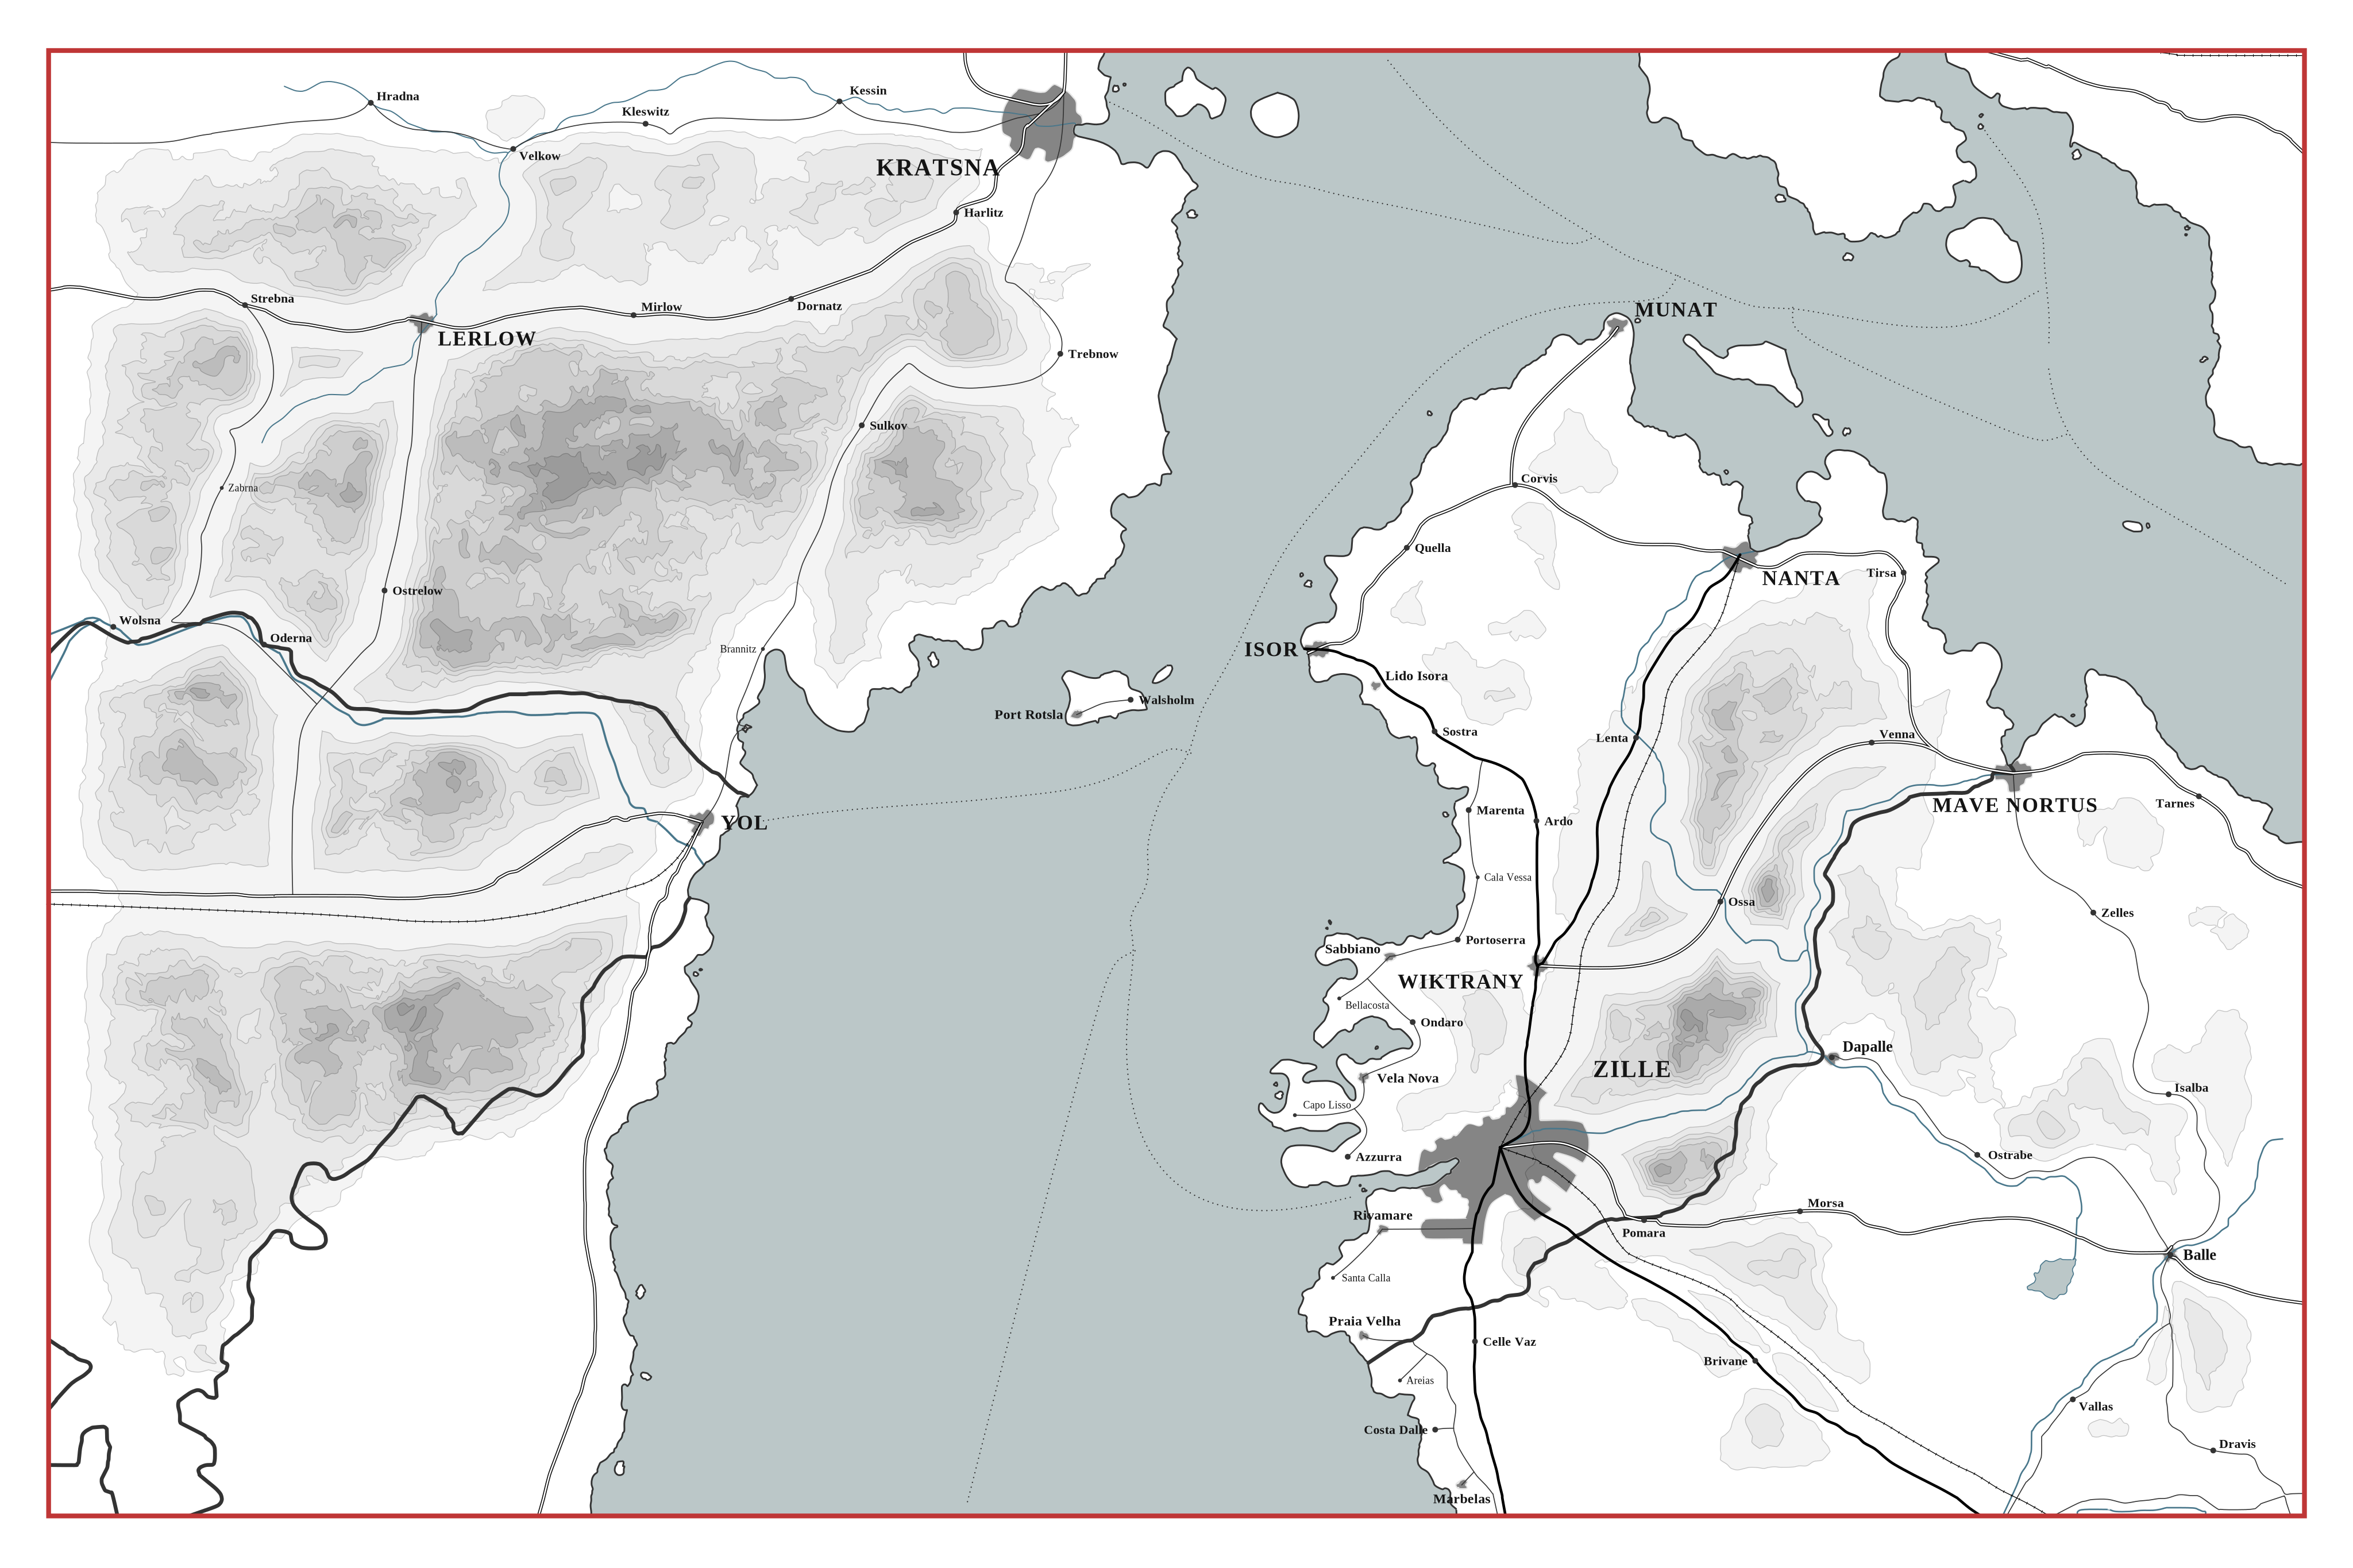 Hradna
Kessin
Kleswitz
Velkow
KRATSNA
Harlitz
Strebna
Mirlow
Dornatz
LERLOW
Trebnow
Sulkov
Zabrna
Ostrelow
Wolsna
Oderna
Brannitz
Port Rotsla
Walsholm
YOL
MUNAT
Corvis
Quella
NANTA
Tirsa
ISOR
Lido Isora
Sostra
Lenta
Venna
MAVE NORTUS
Tarnes
Marenta
Ardo
Cala Vessa
Ossa
Zelles
Portoserra
Sabbiano
WIKTRANY
Bellacosta
Ondaro
Dapalle
ZILLE
Vela Nova
Isalba
Capo Lisso
Azzurra
Ostrabe
Rivamare
Morsa
Pomara
Balle
Santa Calla
Praia Velha
Celle Vaz
Brivane
Areias
Vallas
Costa Dalle
Dravis
Marbelas